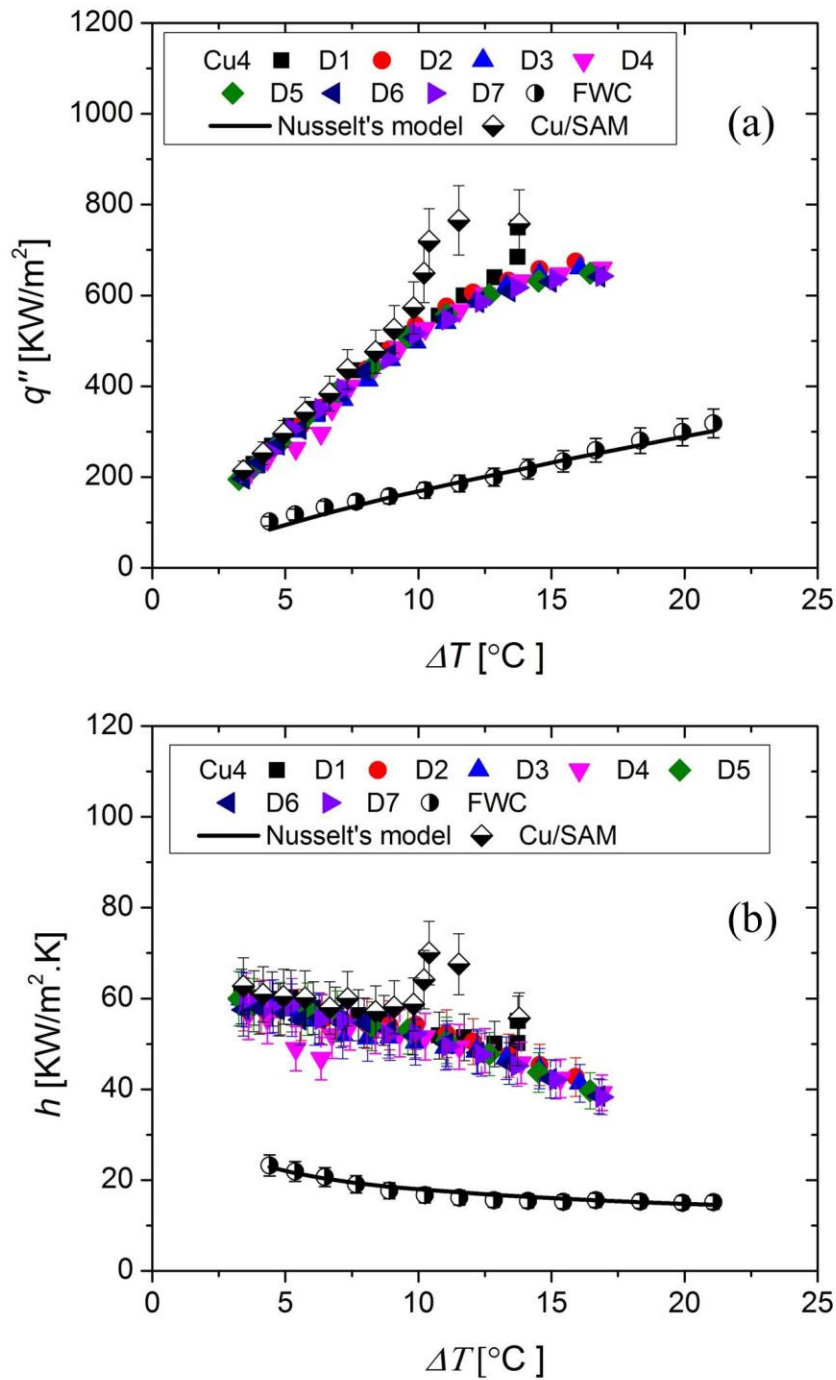 1200
1000
800
600
400
200
0
q'' [KW/m²]
Cu4 D1 D2 D3 D4
D5 D6 D7 FWC
Nusselt's model Cu/SAM
(a)
0 5 10 15 20 25
ΔT [°C ]
120
100
80
60
40
20
0
h [KW/m².K]
Cu4 D1 D2 D3 D4 D5
D6 D7 FWC
Nusselt's model Cu/SAM
(b)
0 5 10 15 20 25
ΔT [°C ]